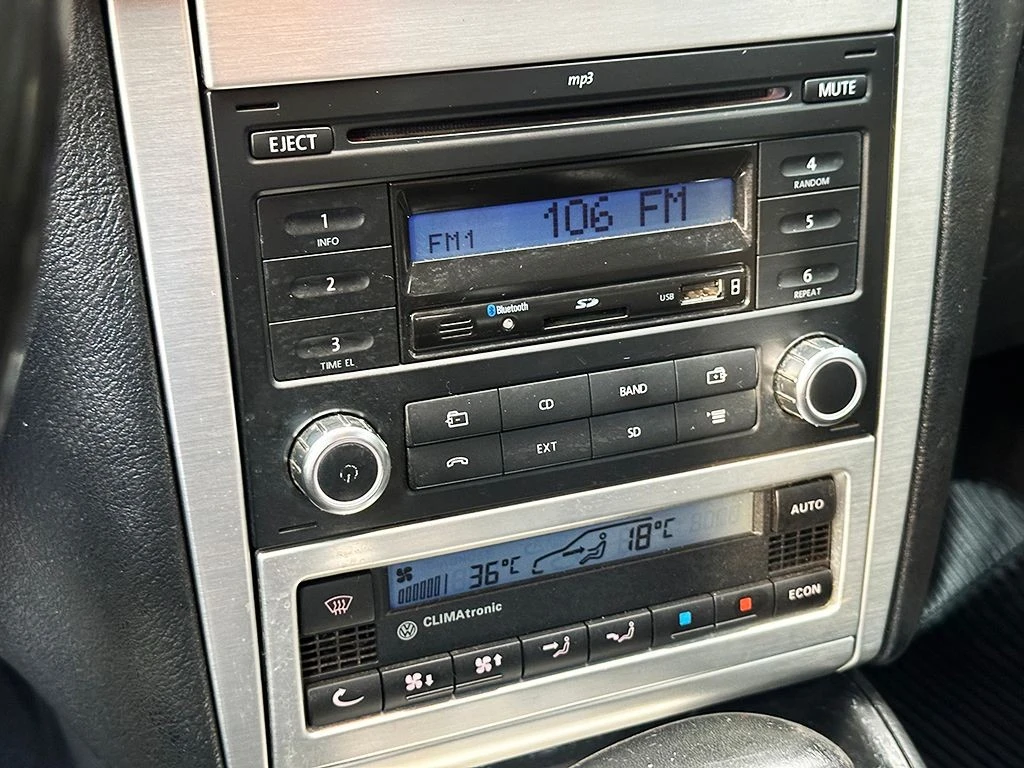 mp3
EJECT
MUTE
1
INFO
2
3
TIME EL
FM1
106 FM
4
RANDOM
5
6
REPEAT
Bluetooth
SD
USB
CD
BAND
EXT
SD
36°C
18°C
AUTO
CLIMAtronic
ECON